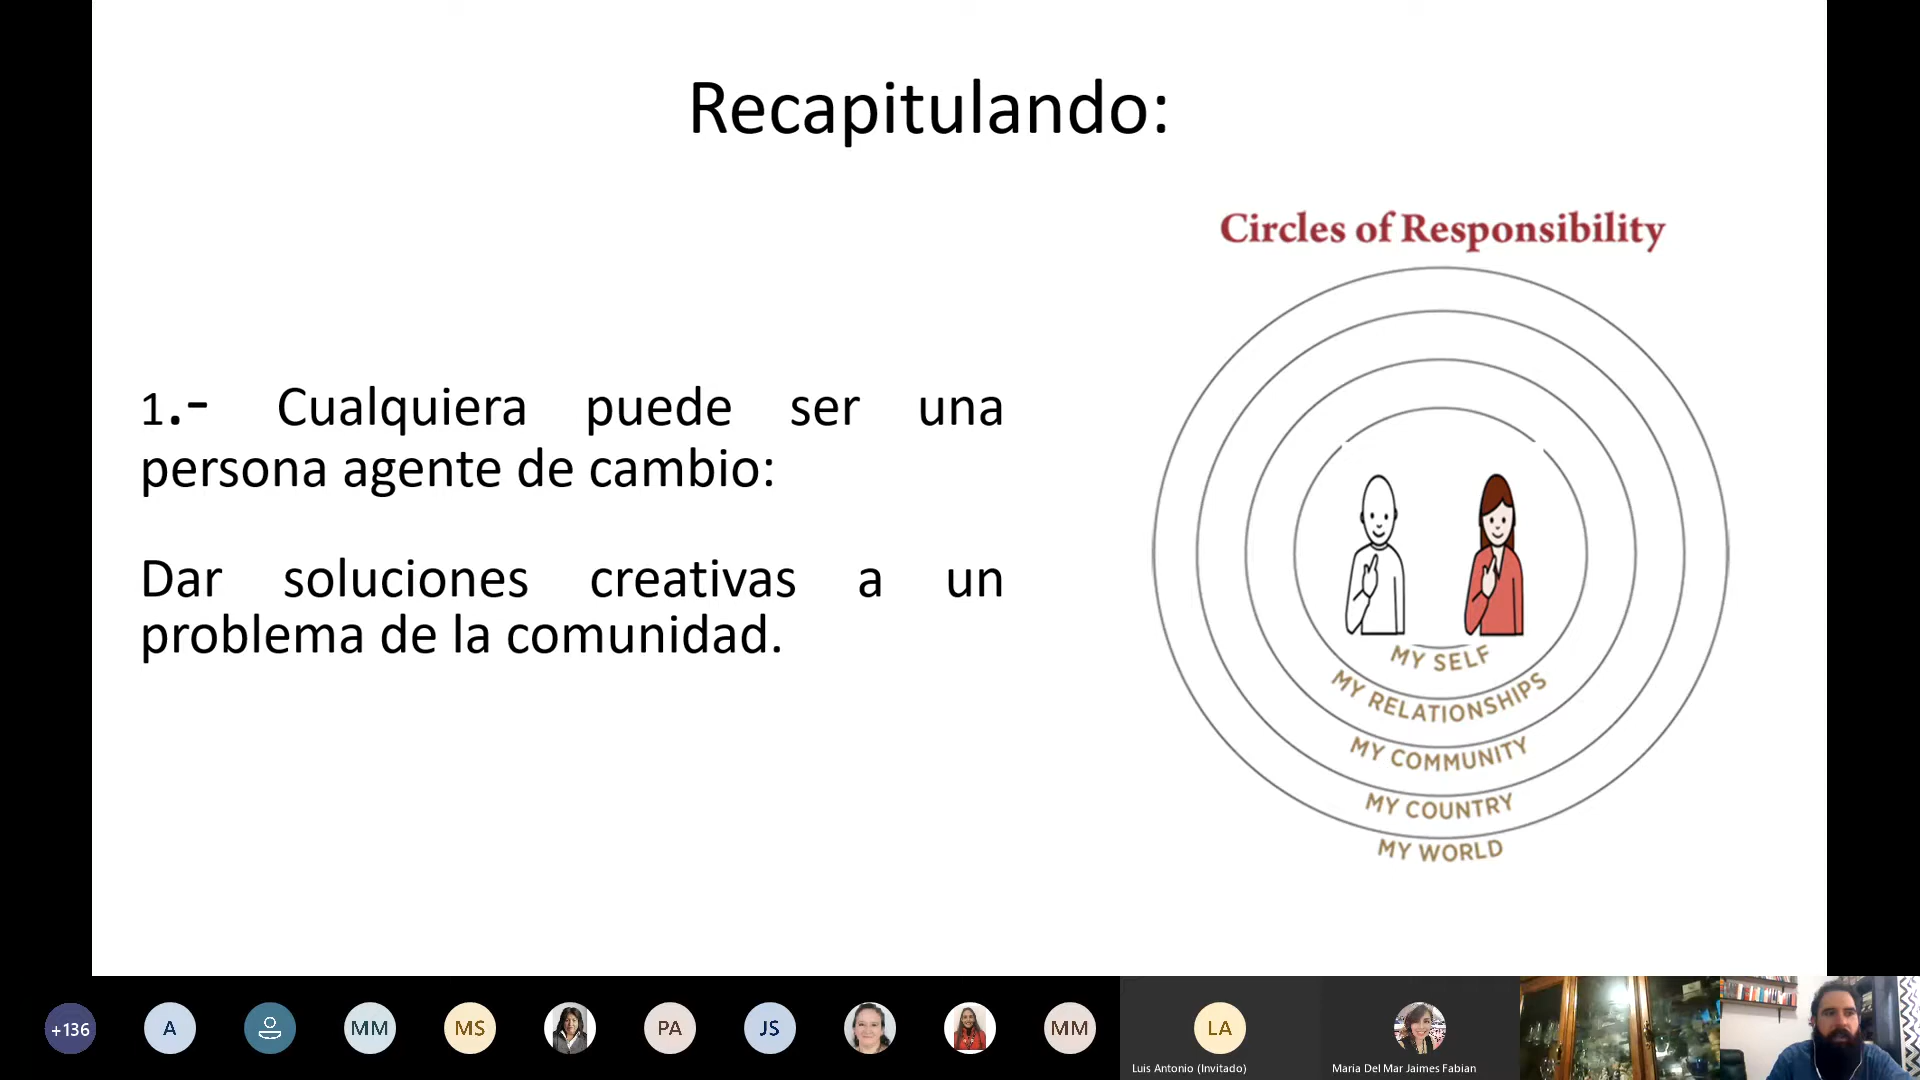 Recapitulando:
1.- Cualquiera puede ser una
persona agente de cambio:
Dar soluciones creativas a un
problema de la comunidad.
Circles of Responsibility
MY SELF
MY RELATIONSHIPS
MY COMMUNITY
MY COUNTRY
MY WORLD
+136
A
MM
MS
PA
JS
MM
LA
Luis Antonio (Invitado)
Maria Del Mar Jaimes Fabian